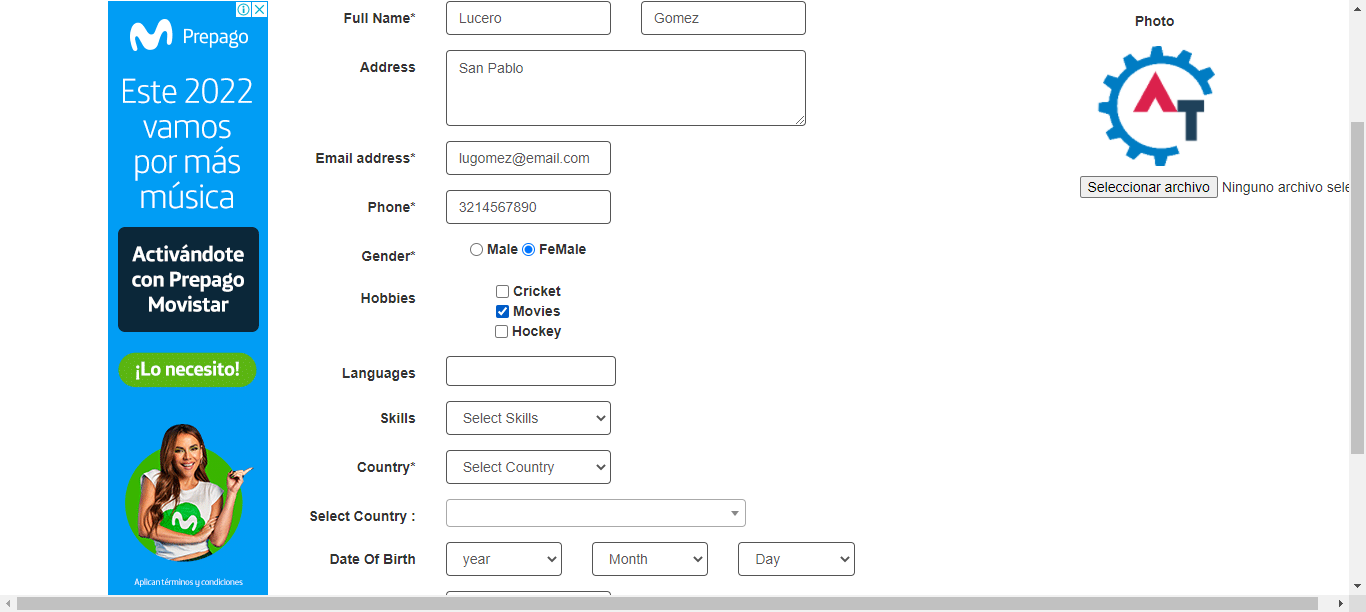 Prepago
Este 2022
vamos
por más
música
Activándote
con Prepago
Movistar
¡Lo necesito!
Aplican términos y condiciones
Full Name* Lucero Gomez
Address San Pablo
Email address* lugomez@email.com
Phone* 3214567890
Gender* Male FeMale
Hobbies Cricket
Movies
Hockey
Languages
Skills Select Skills
Country* Select Country
Select Country :
Date Of Birth year Month Day
Photo
AT
Seleccionar archivo Ninguno archivo sele